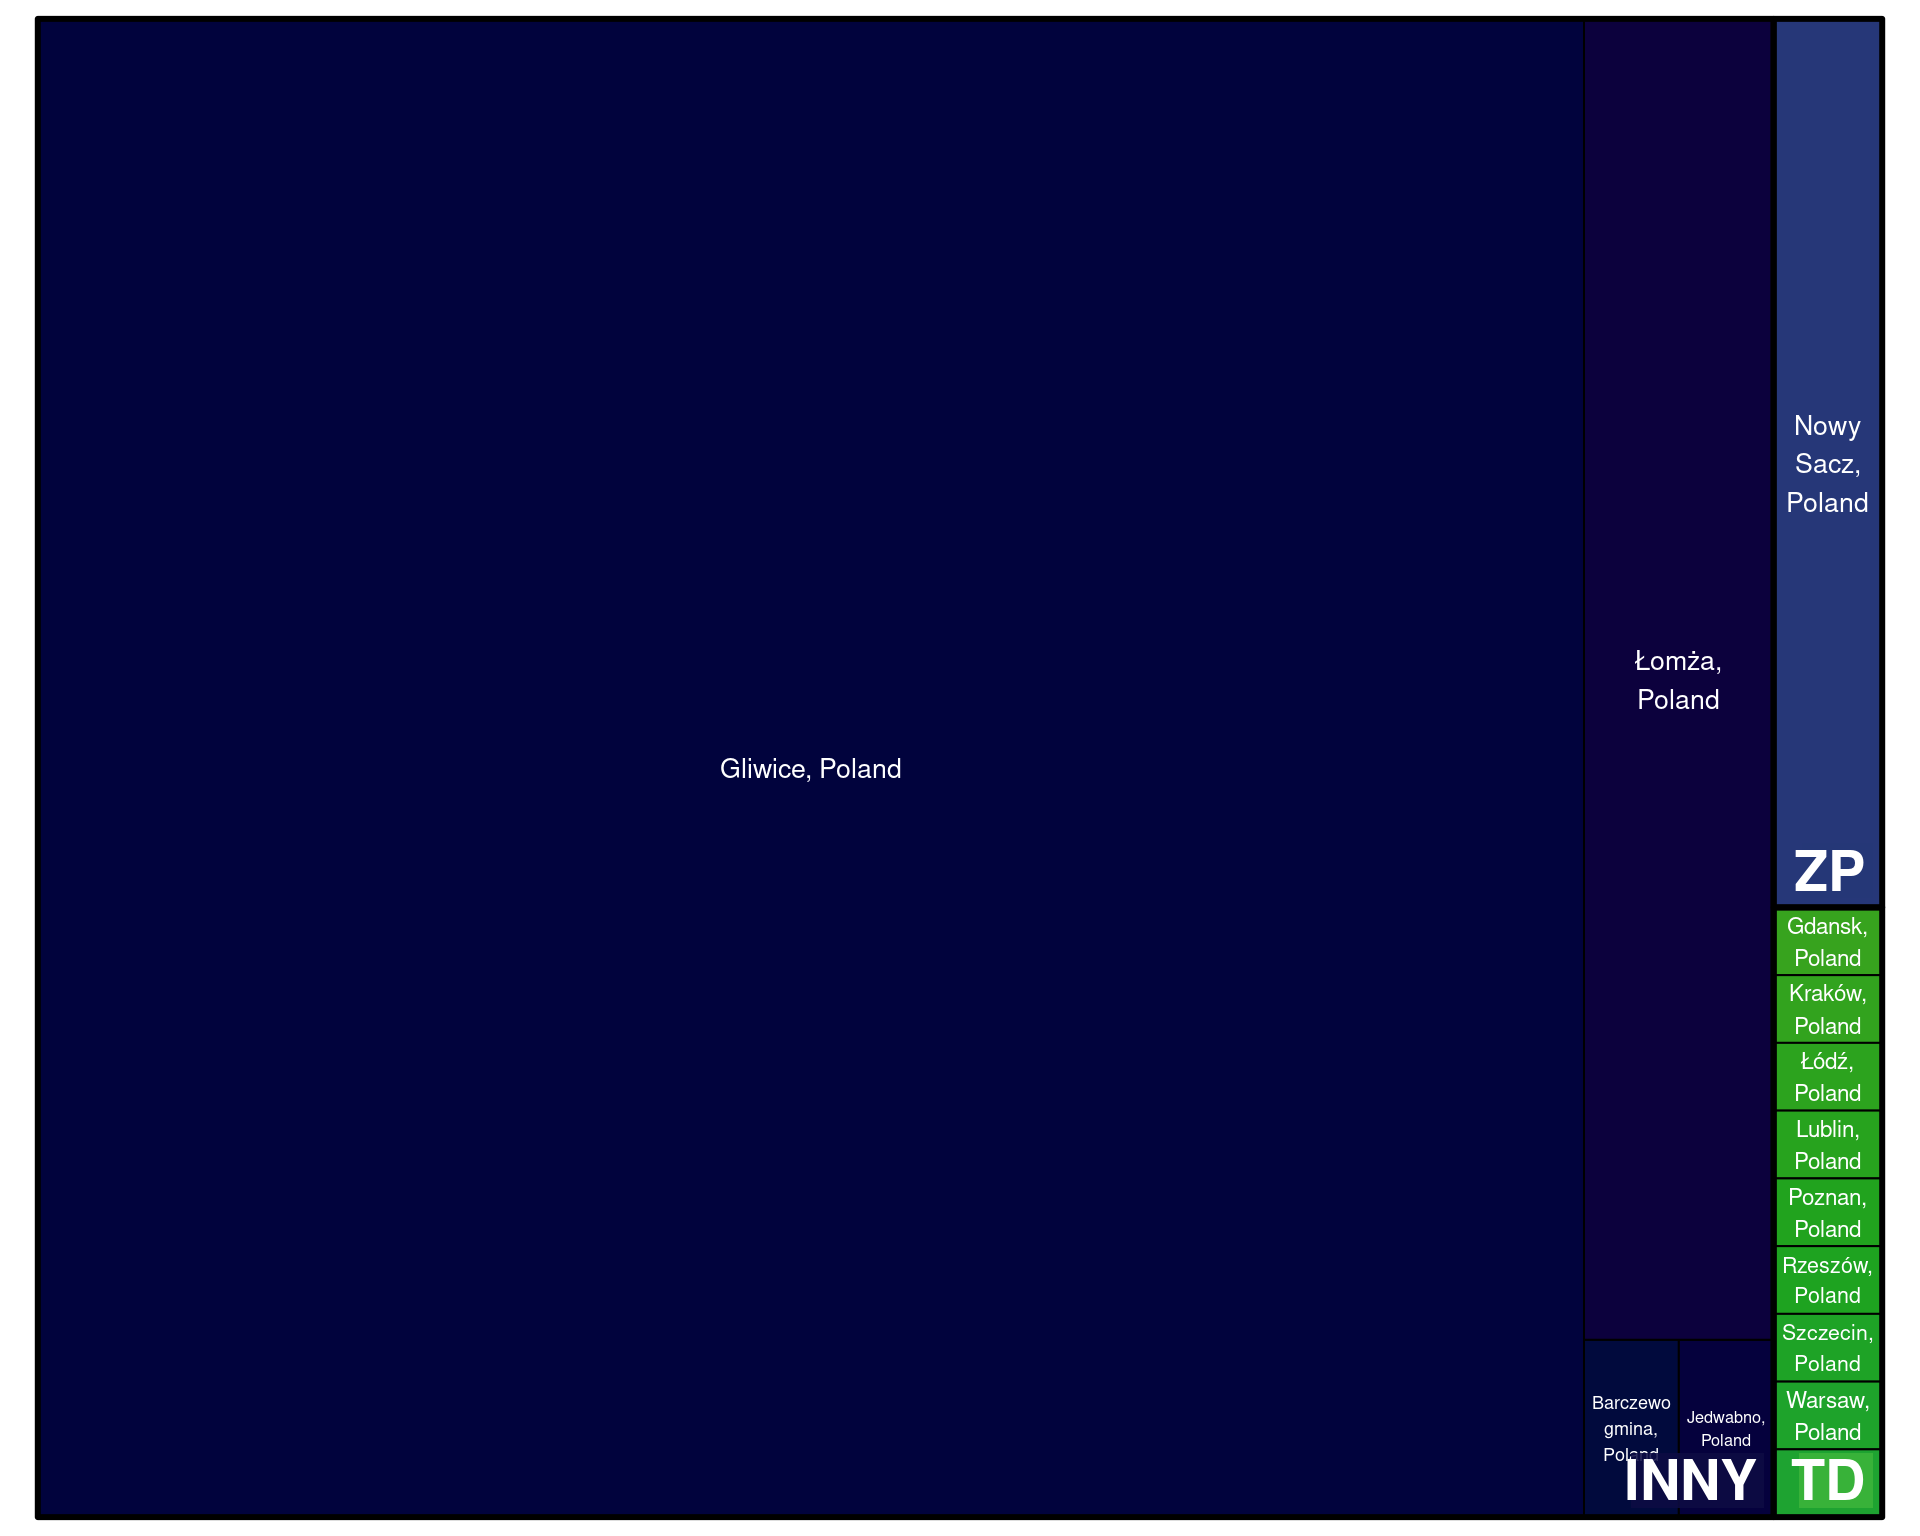 Gliwice, Poland
Łomża,
Poland
Barczewo
gmina,
Poland
Jedwabno,
Poland
INNY
Nowy
Sacz,
Poland
ZP
Gdansk,
Poland
Kraków,
Poland
Łódź,
Poland
Lublin,
Poland
Poznan,
Poland
Rzeszów,
Poland
Szczecin,
Poland
Warsaw,
Poland
TD